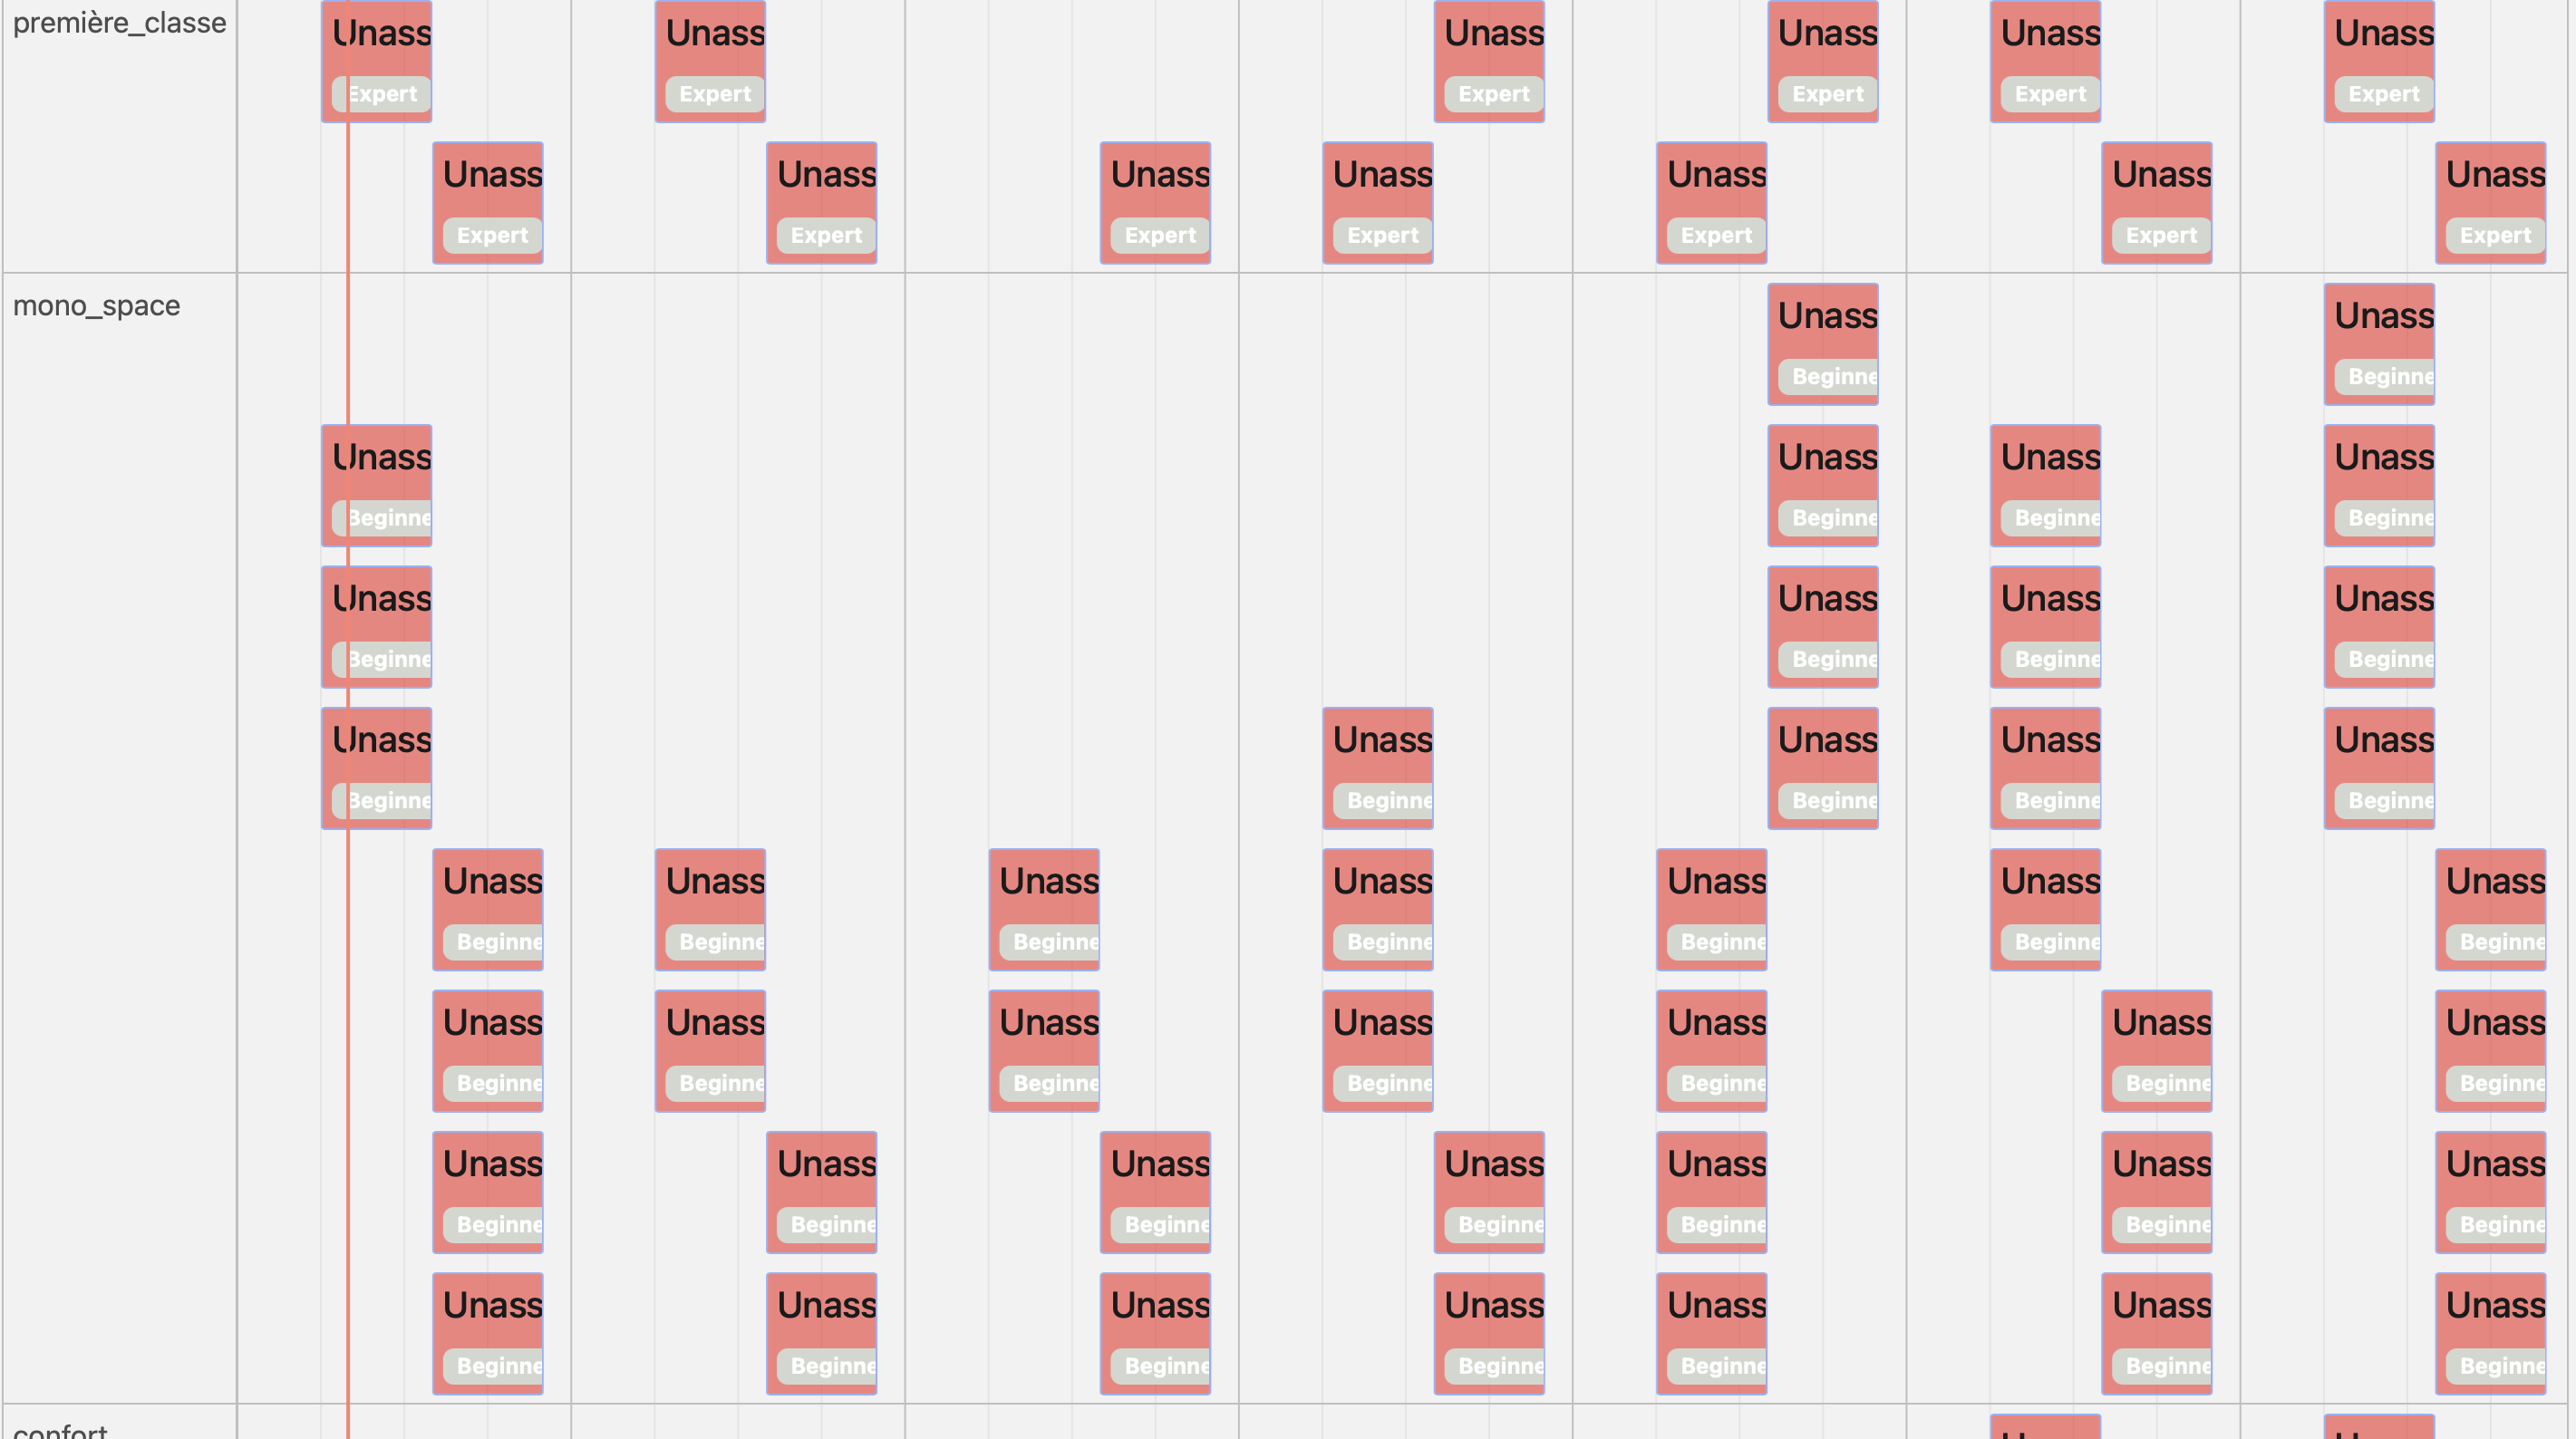 première_classe Unass Unass Unass Unass Unass Unass
Expert Expert Expert Expert Expert Expert
Unass Unass Unass Unass Unass Unass Unass
Expert Expert Expert Expert Expert Expert Expert
mono_space Unass Unass
Beginne Beginne
Unass Unass Unass Unass
Beginne Beginne Beginne Beginne
Unass Unass Unass Unass
Beginne Beginne Beginne Beginne
Unass Unass Unass Unass Unass
Beginne Beginne Beginne Beginne Beginne
Unass Unass Unass Unass Unass Unass Unass
Beginne Beginne Beginne Beginne Beginne Beginne Beginne
Unass Unass Unass Unass Unass Unass Unass
Beginne Beginne Beginne Beginne Beginne Beginne Beginne
Unass Unass Unass Unass Unass Unass Unass
Beginne Beginne Beginne Beginne Beginne Beginne Beginne
Unass Unass Unass Unass Unass Unass Unass
Beginne Beginne Beginne Beginne Beginne Beginne Beginne
confort